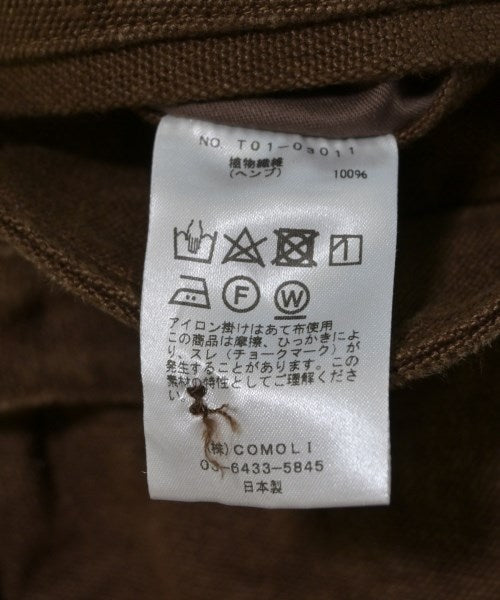 NO. T01-03011
植物繊維
(ヘンプ) 100%
F W
アイロン掛けはあて布使用
この商品は摩擦、ひっかきによ
り、スレ(チョークマーク)が
発生することがあります。この
素材の特性としてご理解くださ
い。
(株)COMOLI
03-6433-5845
日本製